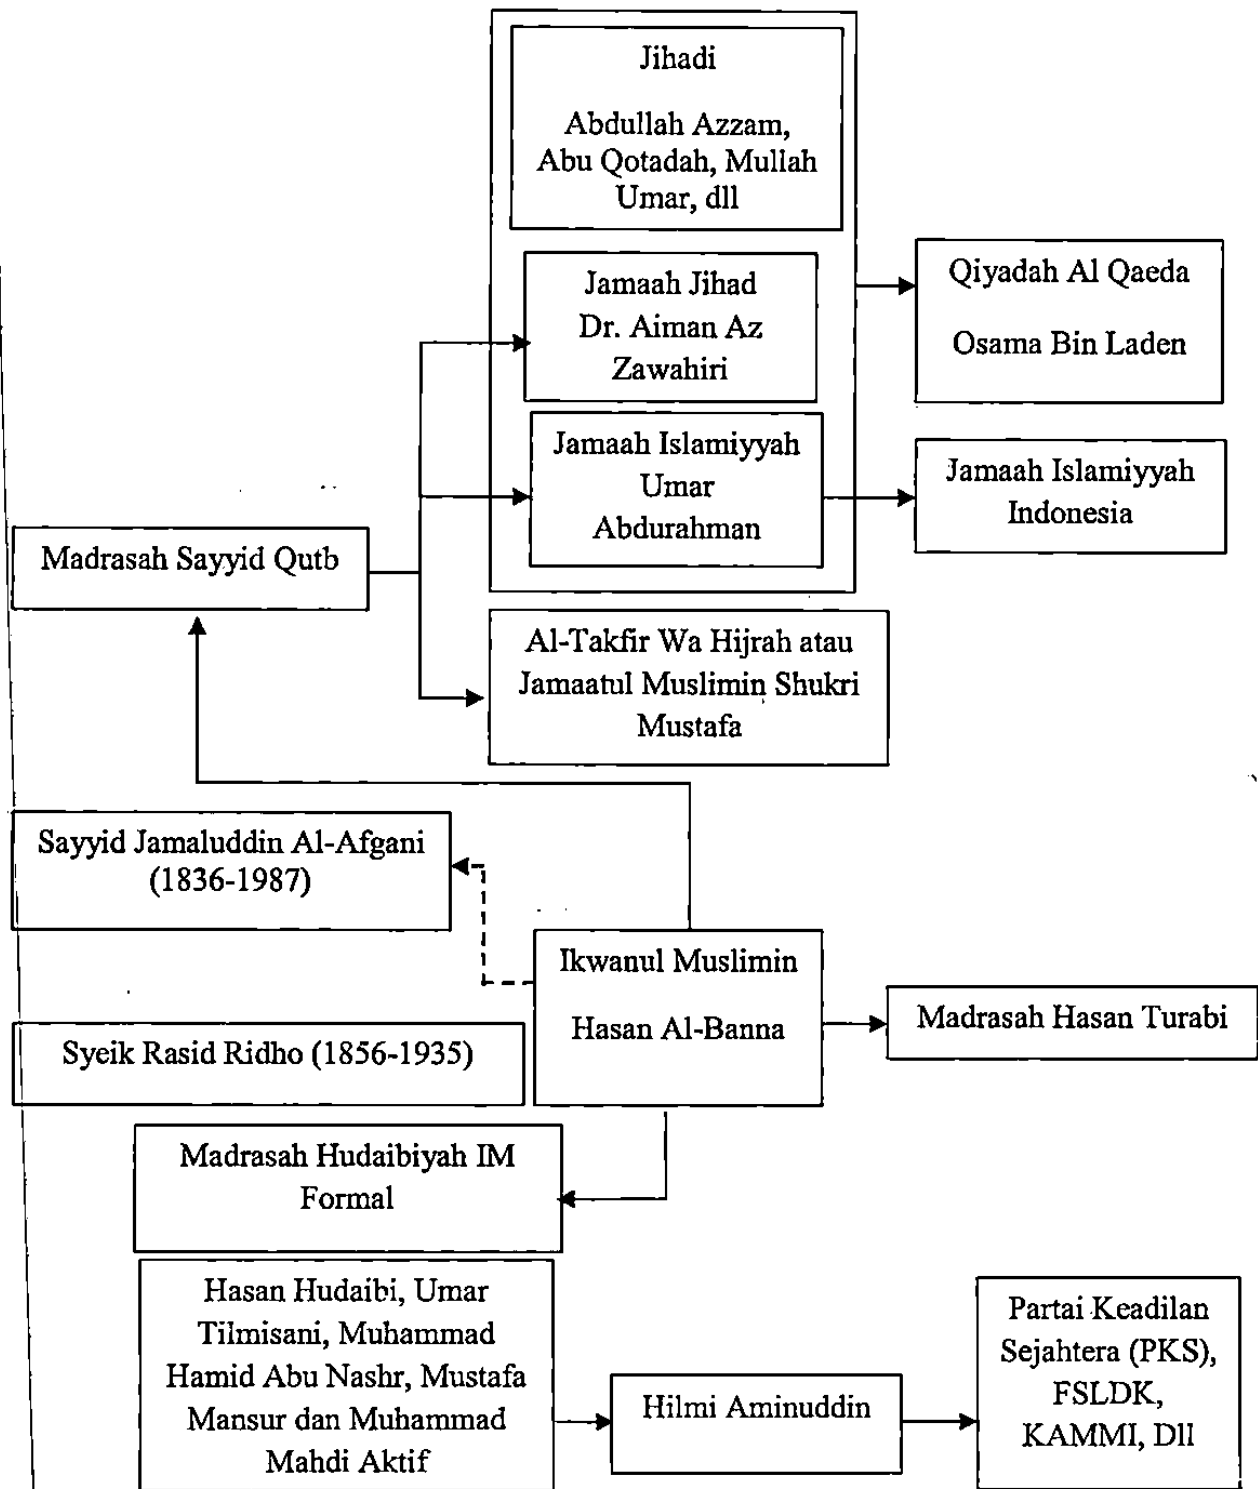 Jihadi
Abdullah Azzam,
Abu Qotadah, Mullah
Umar, dll
Jamaah Jihad
Dr. Aiman Az
Zawahiri
Qiyadah Al Qaeda
Osama Bin Laden
Jamaah Islamiyyah
Umar
Abdurahman
Jamaah Islamiyyah
Indonesia
Madrasah Sayyid Qutb
Al-Takfir Wa Hijrah atau
Jamaatul Muslimin Shukri
Mustafa
Sayyid Jamaluddin Al-Afgani
(1836-1987)
Ikwanul Muslimin
Hasan Al-Banna
Madrasah Hasan Turabi
Syeik Rasid Ridho (1856-1935)
Madrasah Hudaibiyah IM
Formal
Hasan Hudaibi, Umar
Tilmisani, Muhammad
Hamid Abu Nashr, Mustafa
Mansur dan Muhammad
Mahdi Aktif
Hilmi Aminuddin
Partai Keadilan
Sejahtera (PKS),
FSLDK,
KAMMI, Dll